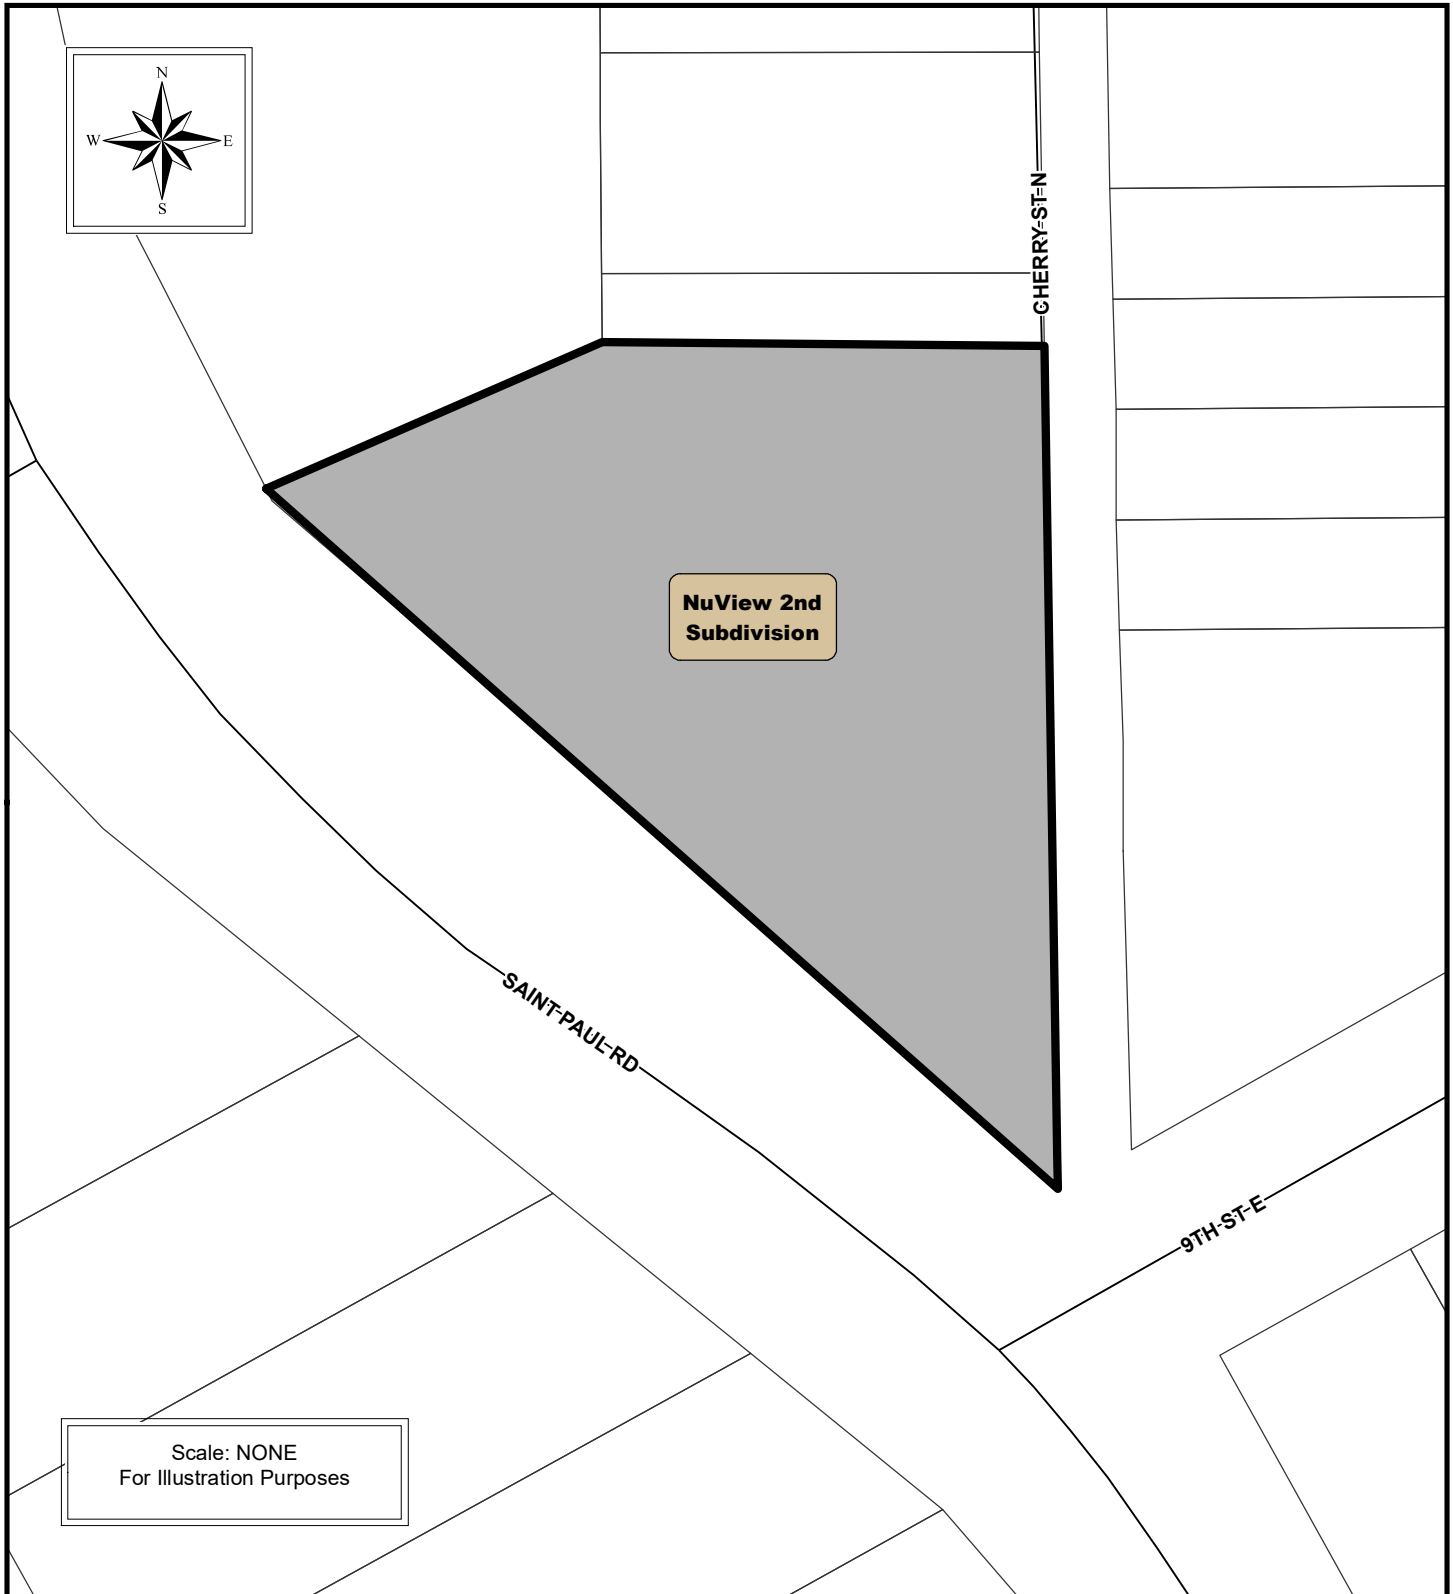 N
W E
S
CHERRY ST N
NuView 2nd
Subdivision
SAINT PAUL RD
9TH ST E
Scale: NONE
For Illustration Purposes